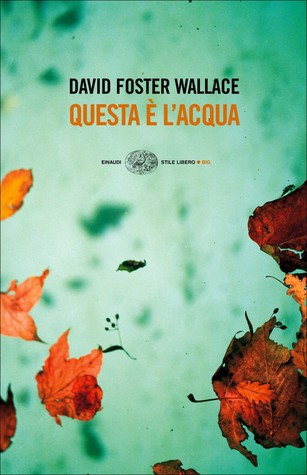 DAVID FOSTER WALLACE
QUESTA È L'ACQUA
EINAUDI STILE LIBERO BIG